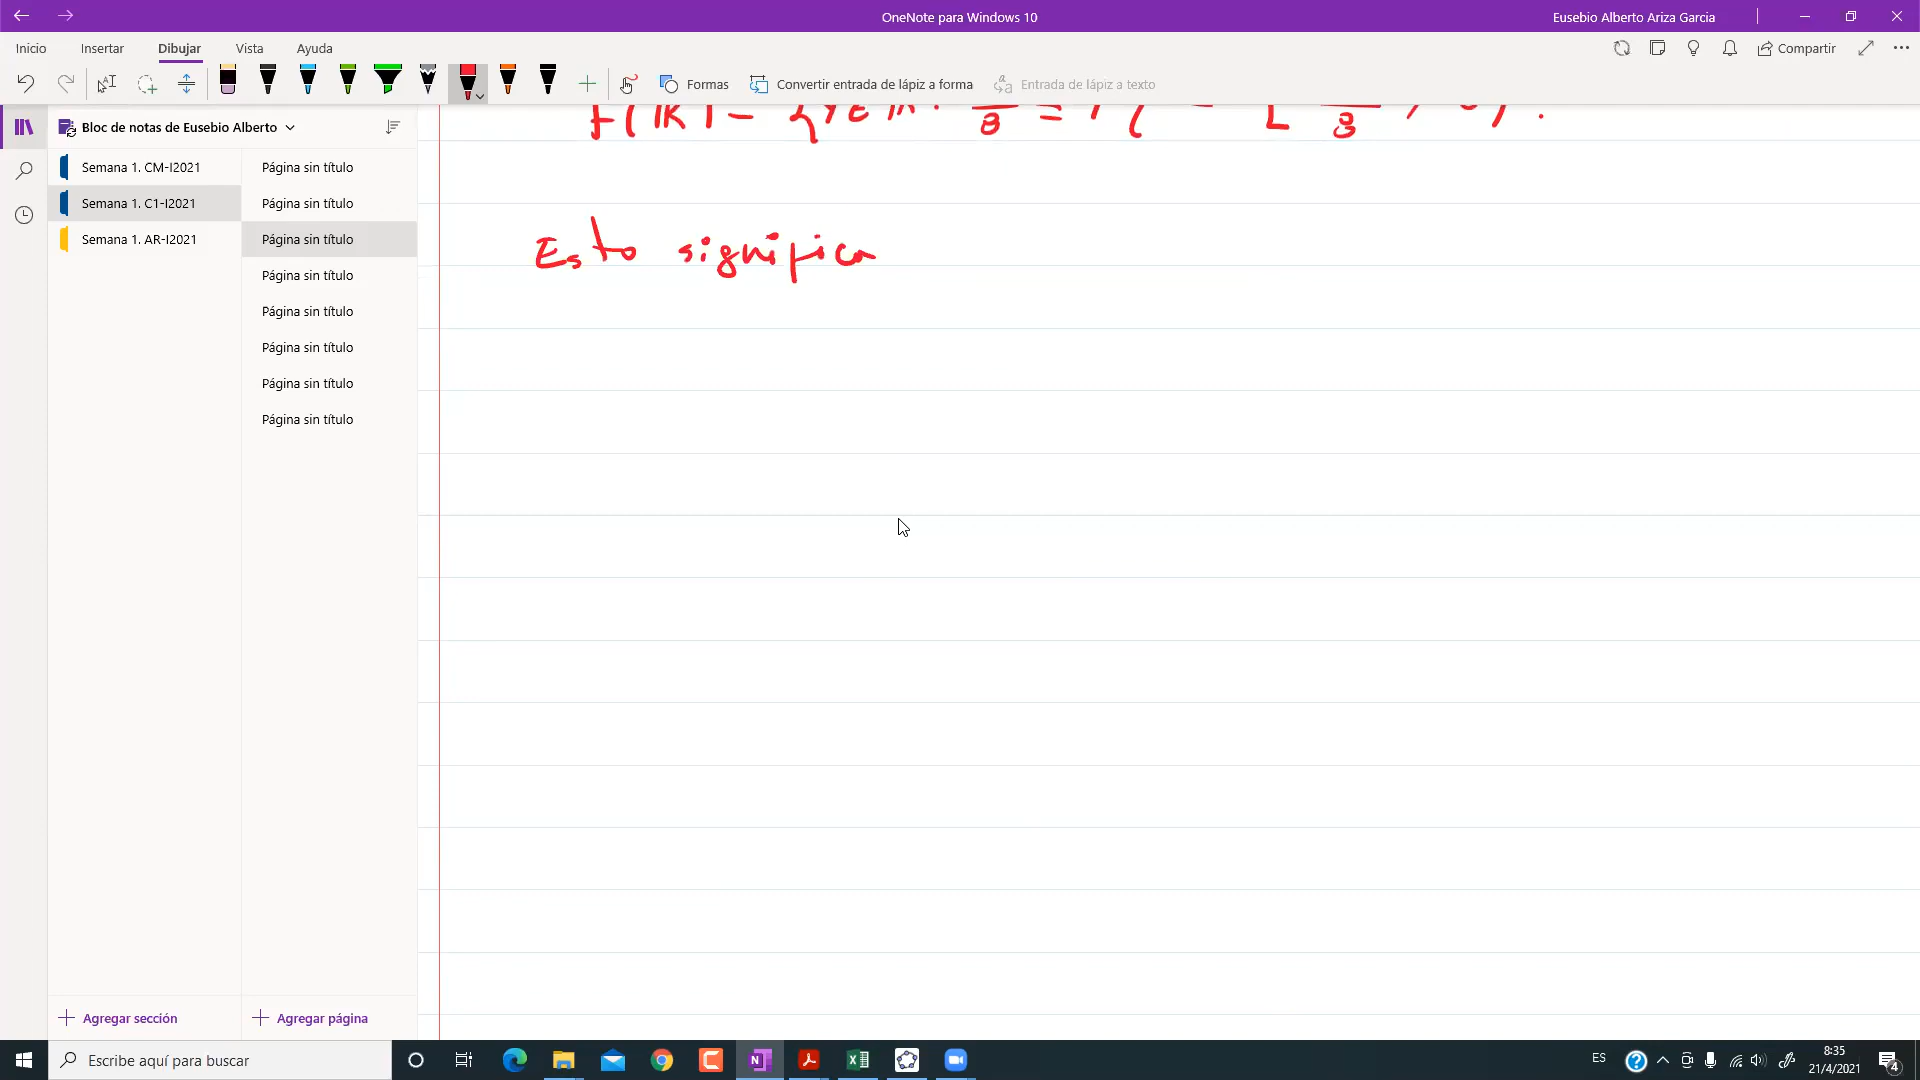 OneNote para Windows 10
Eusebio Alberto Ariza Garcia
Inicio Insertar Dibujar Vista Ayuda
Compartir
Formas
Convertir entrada de lápiz a forma
Entrada de lápiz a texto
Bloc de notas de Eusebio Alberto
Semana 1. CM-I2021
Semana 1. C1-I2021
Semana 1. AR-I2021
Página sin título
Página sin título
Página sin título
Página sin título
Página sin título
Página sin título
Página sin título
Página sin título
Esto significa
Agregar sección
Agregar página
Escribe aquí para buscar
ES
8:35
21/4/2021
4